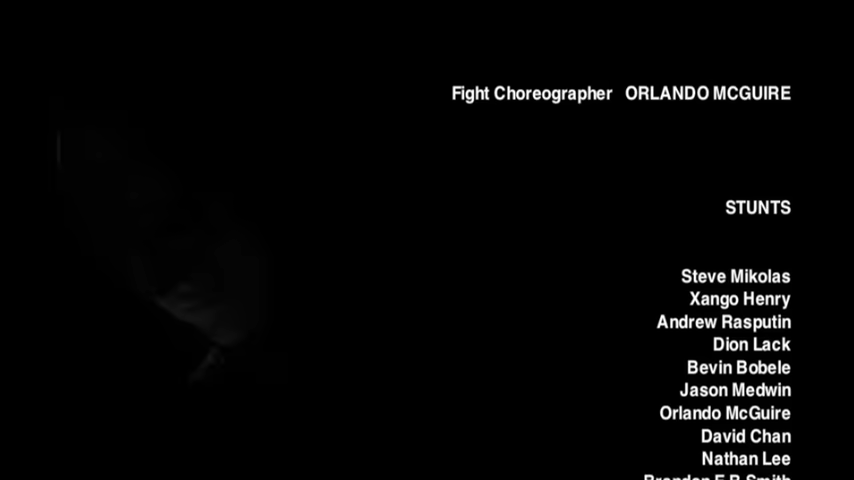 Fight Choreographer ORLANDO MCGUIRE
STUNTS
Steve Mikolas
Xango Henry
Andrew Rasputin
Dion Lack
Bevin Bobele
Jason Medwin
Orlando McGuire
David Chan
Nathan Lee